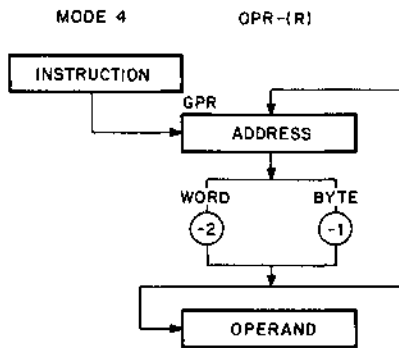 MODE 4 OPR-(R)
INSTRUCTION
GPR
ADDRESS
WORD BYTE
-2 -1
OPERAND